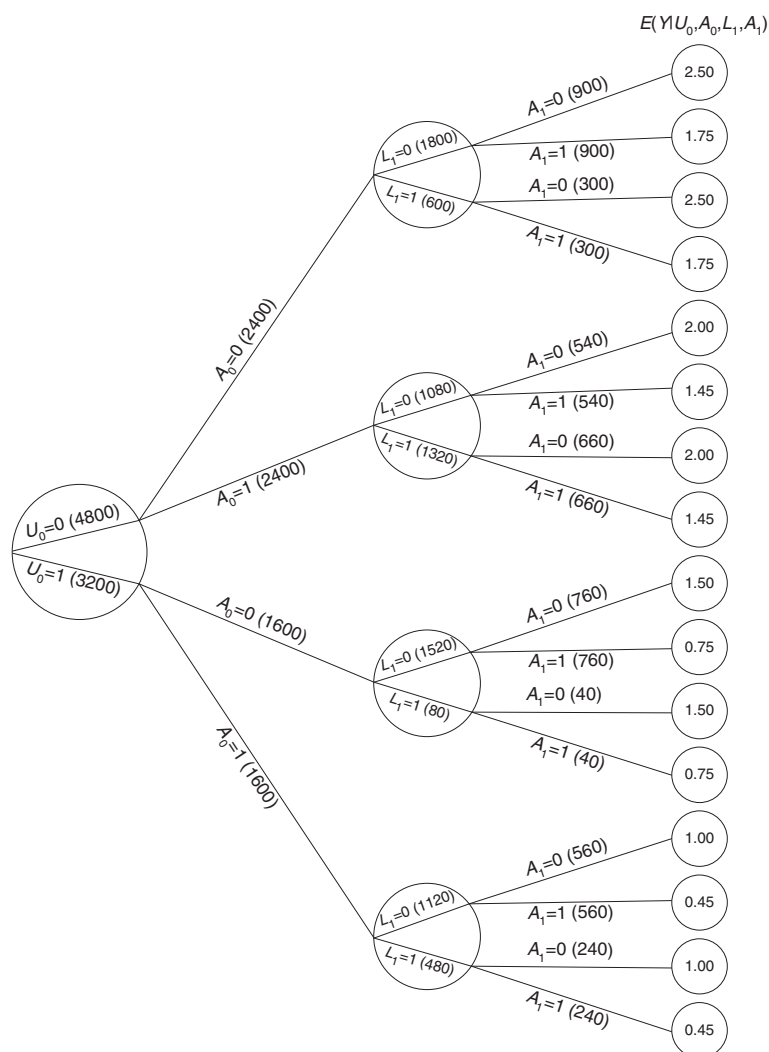 E(Y|U₀,A₀,L₁,A₁)
A₁=0 (900)
2.50
L₁=0 (1800)
A₁=1 (900)
1.75
L₁=1 (600)
A₁=0 (300)
2.50
A₁=1 (300)
1.75
A₀=0 (2400)
A₁=0 (540)
2.00
L₁=0 (1080)
A₁=1 (540)
1.45
L₁=1 (1320)
A₁=0 (660)
2.00
A₁=1 (660)
1.45
A₀=1 (2400)
U₀=0 (4800)
U₀=1 (3200)
A₀=0 (1600)
A₁=0 (760)
1.50
L₁=0 (1520)
A₁=1 (760)
0.75
L₁=1 (80)
A₁=0 (40)
1.50
A₁=1 (40)
0.75
A₀=1 (1600)
A₁=0 (560)
1.00
L₁=0 (1120)
A₁=1 (560)
0.45
L₁=1 (480)
A₁=0 (240)
1.00
A₁=1 (240)
0.45